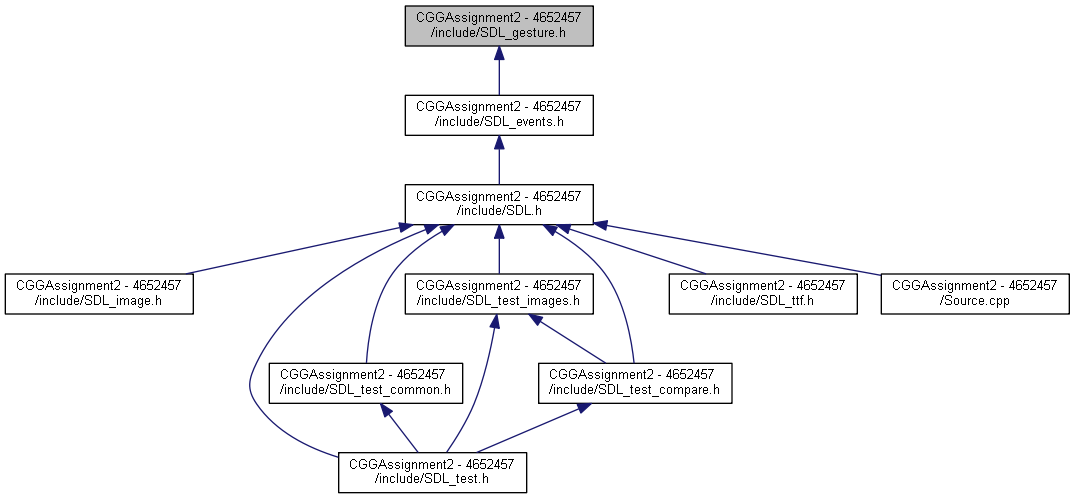 CGGAssignment2 - 4652457
/include/SDL_gesture.h
CGGAssignment2 - 4652457
/include/SDL_events.h
CGGAssignment2 - 4652457
/include/SDL.h
CGGAssignment2 - 4652457
/include/SDL_image.h
CGGAssignment2 - 4652457
/include/SDL_test_images.h
CGGAssignment2 - 4652457
/include/SDL_ttf.h
CGGAssignment2 - 4652457
/Source.cpp
CGGAssignment2 - 4652457
/include/SDL_test_common.h
CGGAssignment2 - 4652457
/include/SDL_test_compare.h
CGGAssignment2 - 4652457
/include/SDL_test.h